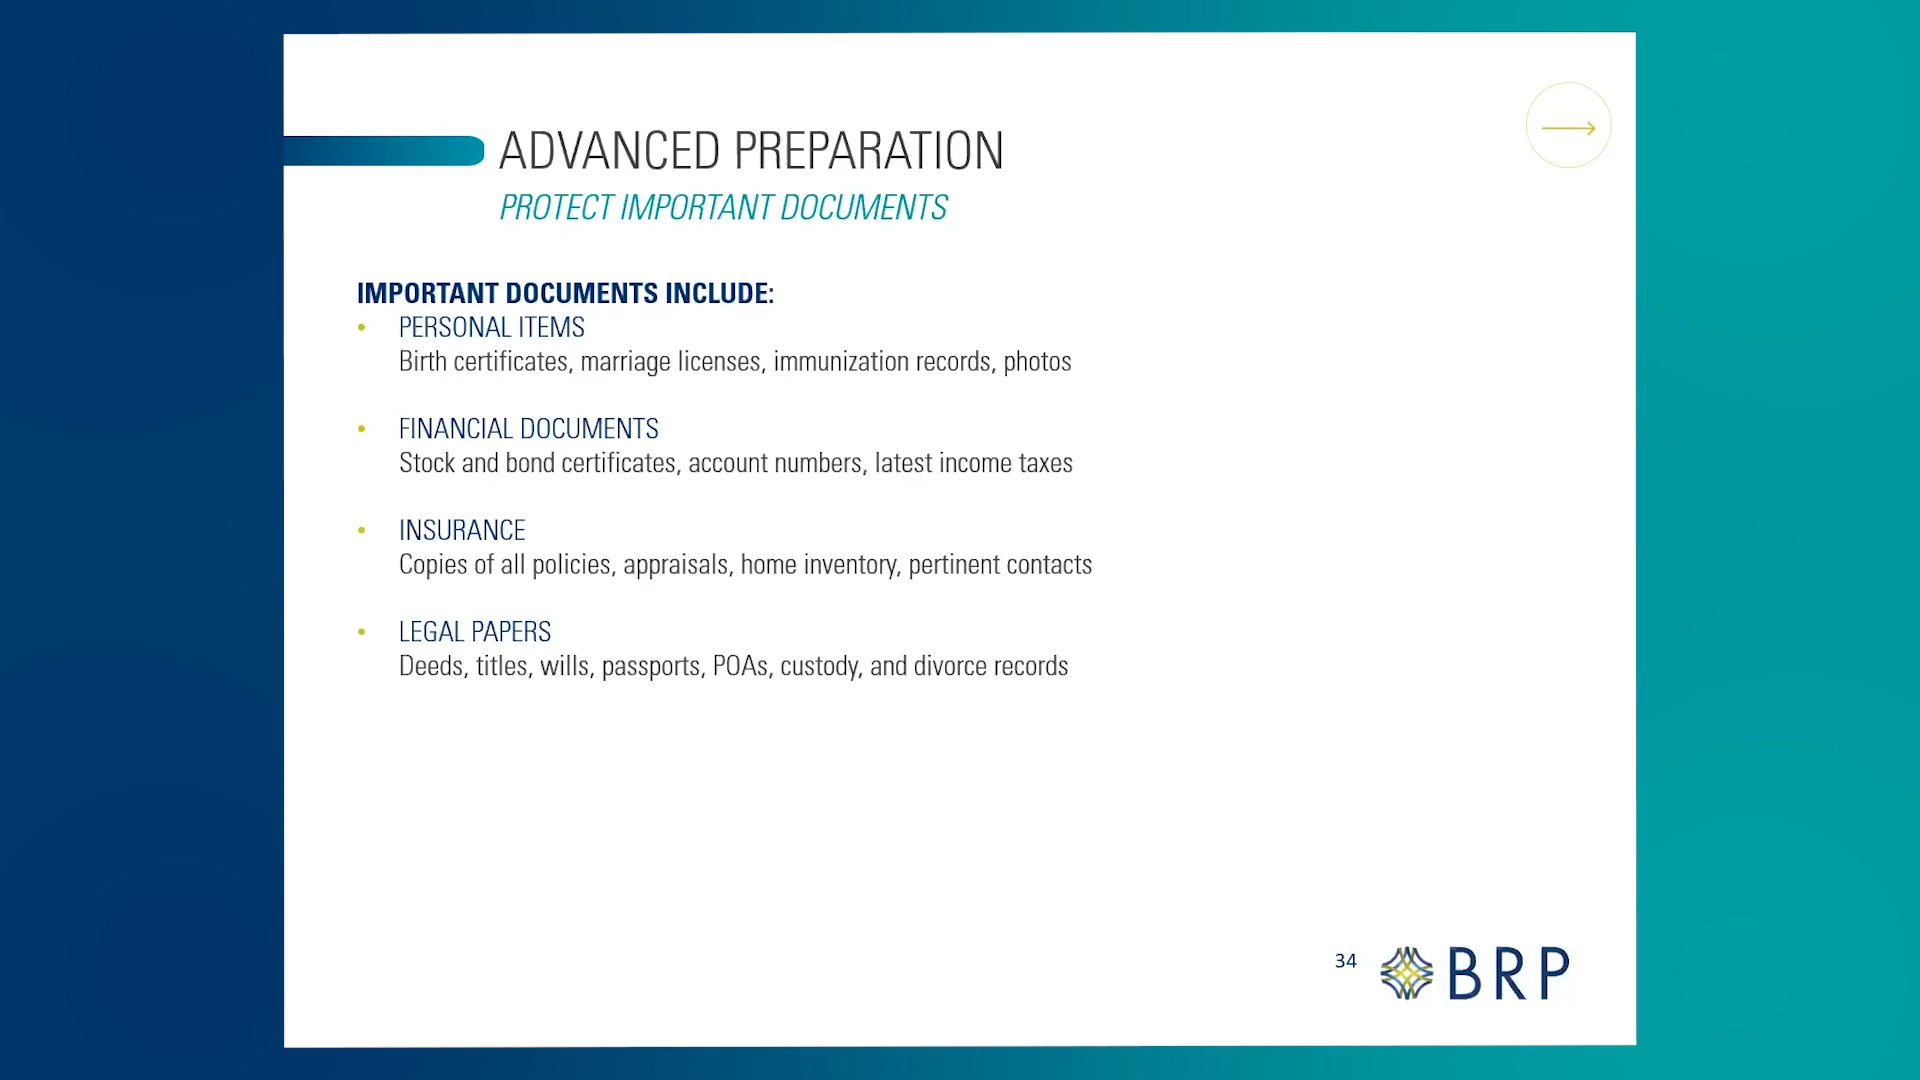 ADVANCED PREPARATION
PROTECT IMPORTANT DOCUMENTS
IMPORTANT DOCUMENTS INCLUDE:
• PERSONAL ITEMS
Birth certificates, marriage licenses, immunization records, photos
• FINANCIAL DOCUMENTS
Stock and bond certificates, account numbers, latest income taxes
• INSURANCE
Copies of all policies, appraisals, home inventory, pertinent contacts
• LEGAL PAPERS
Deeds, titles, wills, passports, POAs, custody, and divorce records
34
BRP